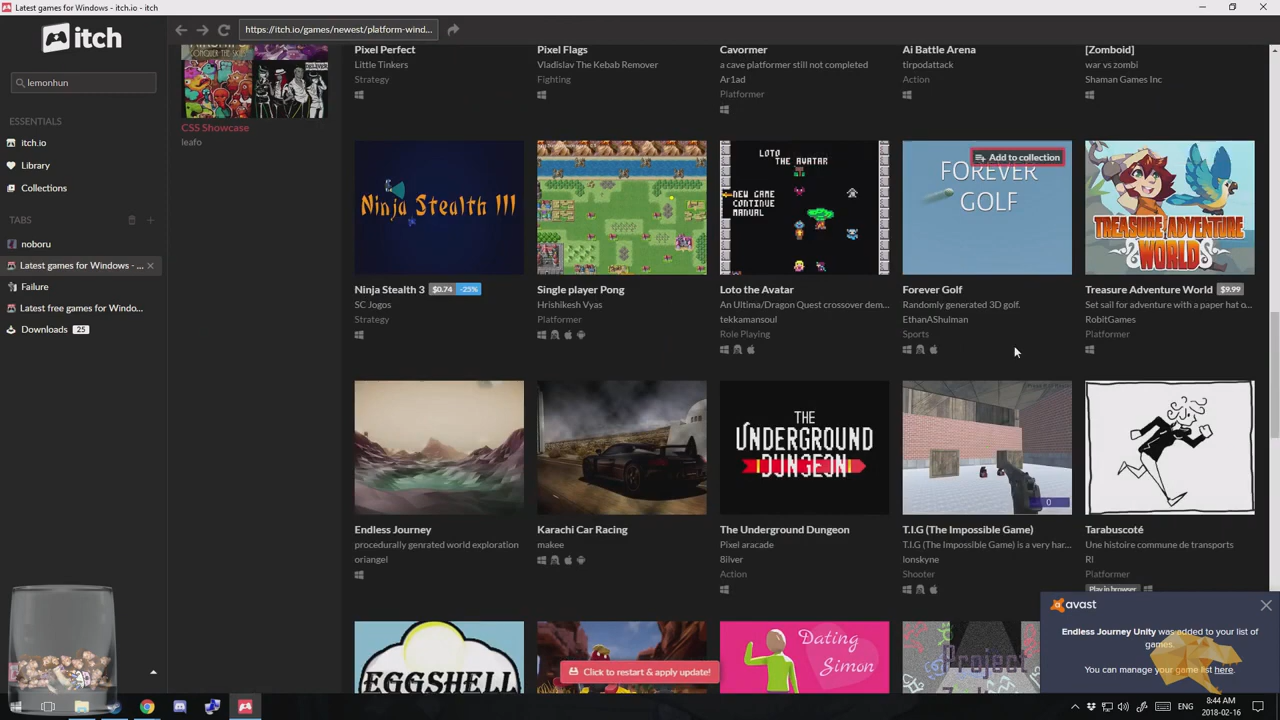 Latest games for Windows - itch.io - itch
itch
https://itch.io/games/newest/platform-wind...
lemonhun
ESSENTIALS
itch.io
Library
Collections
TABS
noboru
Latest games for Windows - ...
Failure
Latest free games for Windo...
Downloads 25
CSS Showcase
leafo
Pixel Perfect
Little Tinkers
Strategy
Pixel Flags
Vladislav The Kebab Remover
Fighting
Cavormer
a cave platformer still not completed
Ar1ad
Platformer
Ai Battle Arena
tirpodattack
Action
[Zomboid]
war vs zombi
Shaman Games Inc
Ninja Stealth III
Ninja Stealth 3 $0.74 -25%
SC Jogos
Strategy
Single player Pong
Hrishikesh Vyas
Platformer
LOTO
THE AVATAR
NEW GAME
CONTINUE
MANUAL
Loto the Avatar
An Ultima/Dragon Quest crossover dem...
tekkamansoul
Role Playing
Add to collection
FOREVER
GOLF
Forever Golf
Randomly generated 3D golf.
EthanAShulman
Sports
TREASURE ADVENTURE
WORLD
Treasure Adventure World $9.99
Set sail for adventure with a paper hat o...
RobitGames
Platformer
Endless Journey
procedurally genrated world exploration
oriangel
Karachi Car Racing
makee
THE
UNDERGROUND
DUNGEON
The Underground Dungeon
Pixel aracade
8ilver
Action
0
T.I.G (The Impossible Game)
T.I.G (The Impossible Game) is a very har...
lonskyne
Shooter
Tarabuscoté
Une histoire commune de transports
RI
Platformer
Play in browser
EGGSHELL
Click to restart & apply update!
Dating
Simon
Project
avast
Endless Journey Unity was added to your list of
games.
You can manage your game list here.
ENG
8:44 AM
2018-02-16